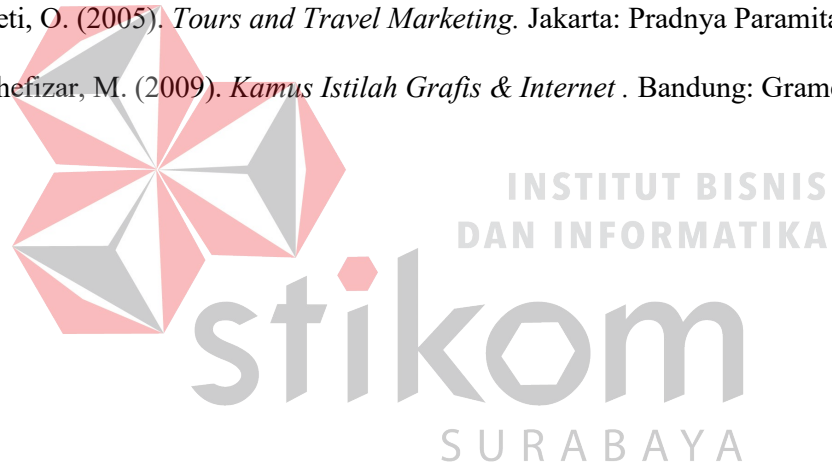 eti, O. (2005). Tours and Travel Marketing. Jakarta: Pradnya Paramita
hefizar, M. (2009). Kamus Istilah Grafis & Internet . Bandung: Grame
INSTITUT BISNIS
DAN INFORMATIKA
stikom
SURABAYA